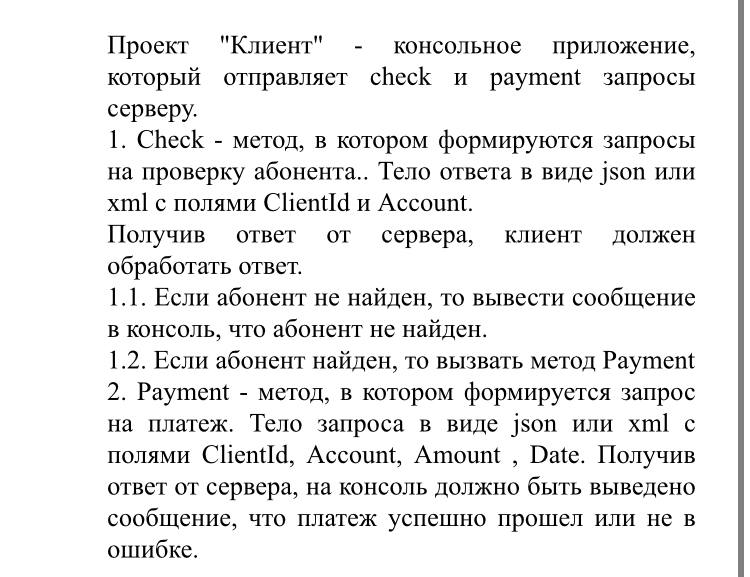 Проект "Клиент" - консольное приложение,
который отправляет check и payment запросы
серверу.
1. Check - метод, в котором формируются запросы
на проверку абонента.. Тело ответа в виде json или
xml с полями ClientId и Account.
Получив ответ от сервера, клиент должен
обработать ответ.
1.1. Если абонент не найден, то вывести сообщение
в консоль, что абонент не найден.
1.2. Если абонент найден, то вызвать метод Payment
2. Payment - метод, в котором формируется запрос
на платеж. Тело запроса в виде json или xml с
полями ClientId, Account, Amount , Date. Получив
ответ от сервера, на консоль должно быть выведено
сообщение, что платеж успешно прошел или не в
ошибке.